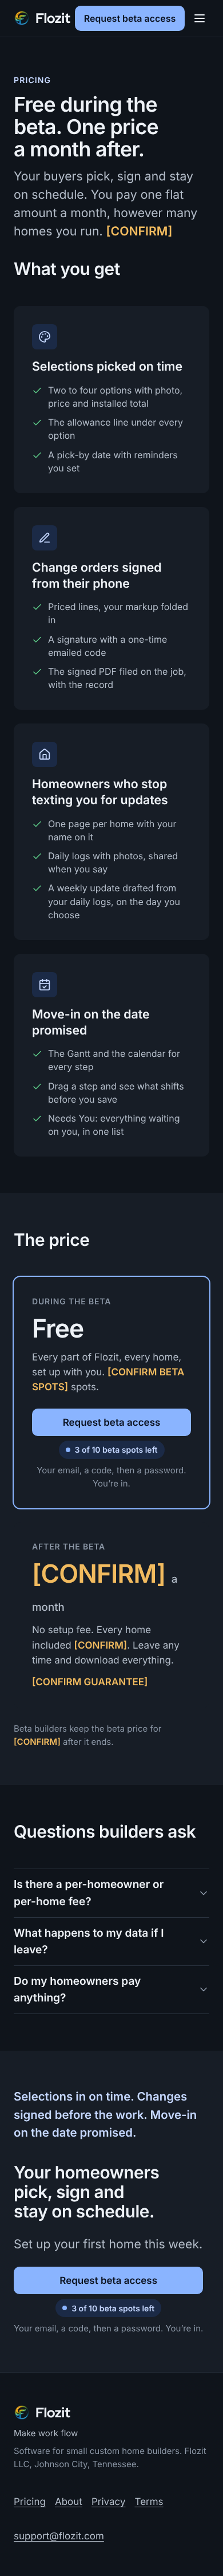 Flozit
Request beta access
PRICING
Free during the
beta. One price
a month after.
Your buyers pick, sign and stay
on schedule. You pay one flat
amount a month, however many
homes you run. [CONFIRM]
What you get
Selections picked on time
Two to four options with photo,
price and installed total
The allowance line under every
option
A pick-by date with reminders
you set
Change orders signed
from their phone
Priced lines, your markup folded
in
A signature with a one-time
emailed code
The signed PDF filed on the job,
with the record
Homeowners who stop
texting you for updates
One page per home with your
name on it
Daily logs with photos, shared
when you say
A weekly update drafted from
your daily logs, on the day you
choose
Move-in on the date
promised
The Gantt and the calendar for
every step
Drag a step and see what shifts
before you save
Needs You: everything waiting
on you, in one list
The price
DURING THE BETA
Free
Every part of Flozit, every home,
set up with you. [CONFIRM BETA
SPOTS] spots.
Request beta access
3 of 10 beta spots left
Your email, a code, then a password.
You're in.
AFTER THE BETA
[CONFIRM] a
month
No setup fee. Every home
included [CONFIRM]. Leave any
time and download everything.
[CONFIRM GUARANTEE]
Beta builders keep the beta price for
[CONFIRM] after it ends.
Questions builders ask
Is there a per-homeowner or
per-home fee?
What happens to my data if I
leave?
Do my homeowners pay
anything?
Selections in on time. Changes
signed before the work. Move-in
on the date promised.
Your homeowners
pick, sign and
stay on schedule.
Set up your first home this week.
Request beta access
3 of 10 beta spots left
Your email, a code, then a password. You're in.
Flozit
Make work flow
Software for small custom home builders. Flozit
LLC, Johnson City, Tennessee.
Pricing About Privacy Terms
support@flozit.com